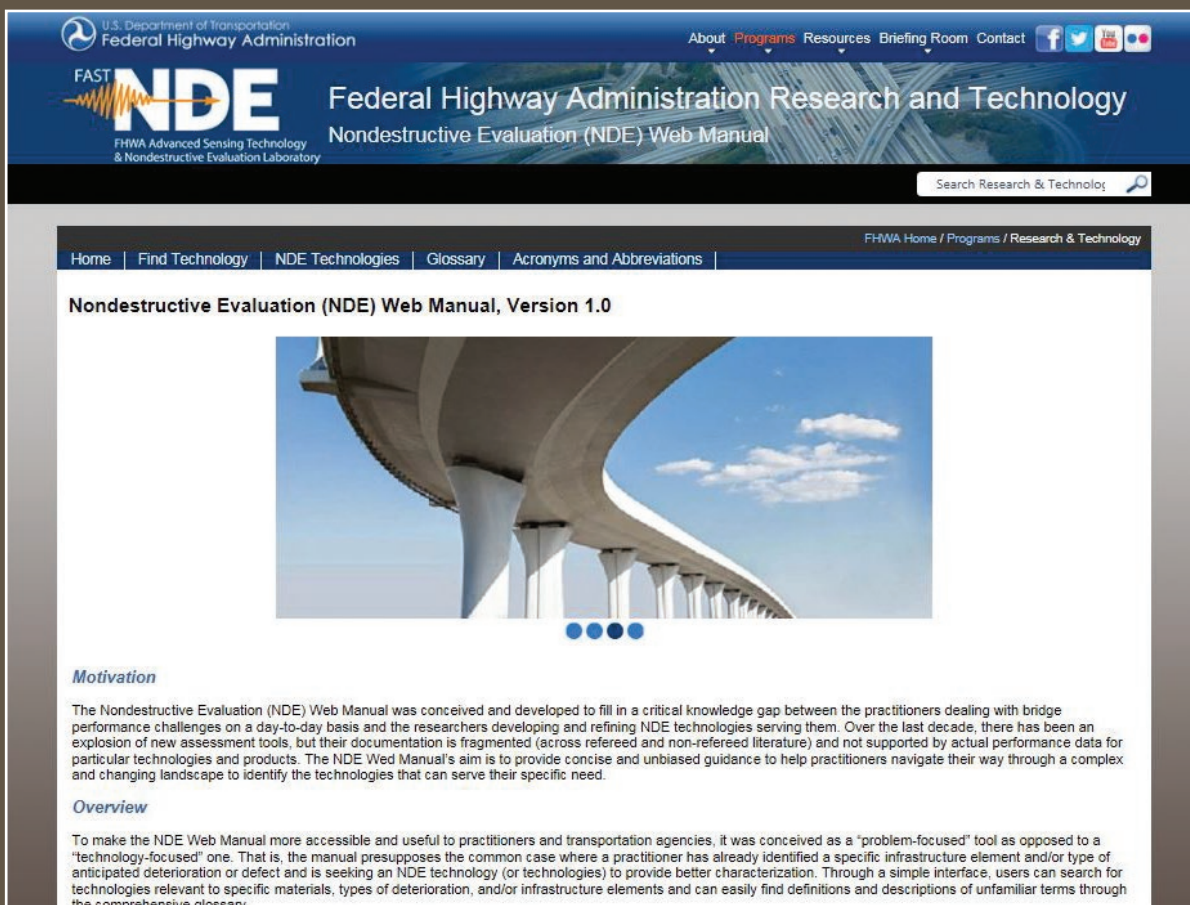 U.S. Department of Transportation
Federal Highway Administration
About Programs Resources Briefing Room Contact
f You Tube
FAST
NDE
FHWA Advanced Sensing Technology
& Nondestructive Evaluation Laboratory
Federal Highway Administration Research and Technology
Nondestructive Evaluation (NDE) Web Manual
Search Research & Technolog
FHWA Home / Programs / Research & Technology
Home | Find Technology | NDE Technologies | Glossary | Acronyms and Abbreviations |
Nondestructive Evaluation (NDE) Web Manual, Version 1.0
Motivation
The Nondestructive Evaluation (NDE) Web Manual was conceived and developed to fill in a critical knowledge gap between the practitioners dealing with bridge
performance challenges on a day-to-day basis and the researchers developing and refining NDE technologies serving them. Over the last decade, there has been an
explosion of new assessment tools, but their documentation is fragmented (across refereed and non-refereed literature) and not supported by actual performance data for
particular technologies and products. The NDE Wed Manual's aim is to provide concise and unbiased guidance to help practitioners navigate their way through a complex
and changing landscape to identify the technologies that can serve their specific need.
Overview
To make the NDE Web Manual more accessible and useful to practitioners and transportation agencies, it was conceived as a "problem-focused" tool as opposed to a
"technology-focused" one. That is, the manual presupposes the common case where a practitioner has already identified a specific infrastructure element and/or type of
anticipated deterioration or defect and is seeking an NDE technology (or technologies) to provide better characterization. Through a simple interface, users can search for
technologies relevant to specific materials, types of deterioration, and/or infrastructure elements and can easily find definitions and descriptions of unfamiliar terms through
the comprehensive glossary.